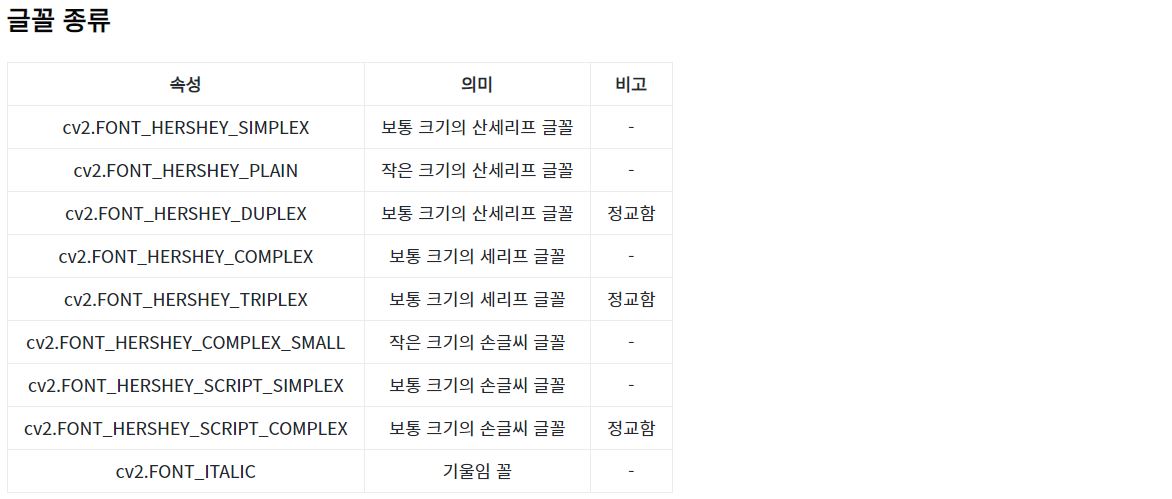 글꼴 종류
속성 의미 비고
cv2.FONT_HERSHEY_SIMPLEX 보통 크기의 산세리프 글꼴 -
cv2.FONT_HERSHEY_PLAIN 작은 크기의 산세리프 글꼴 -
cv2.FONT_HERSHEY_DUPLEX 보통 크기의 산세리프 글꼴 정교함
cv2.FONT_HERSHEY_COMPLEX 보통 크기의 세리프 글꼴 -
cv2.FONT_HERSHEY_TRIPLEX 보통 크기의 세리프 글꼴 정교함
cv2.FONT_HERSHEY_COMPLEX_SMALL 작은 크기의 손글씨 글꼴 -
cv2.FONT_HERSHEY_SCRIPT_SIMPLEX 보통 크기의 손글씨 글꼴 -
cv2.FONT_HERSHEY_SCRIPT_COMPLEX 보통 크기의 손글씨 글꼴 정교함
cv2.FONT_ITALIC 기울임 꼴 -